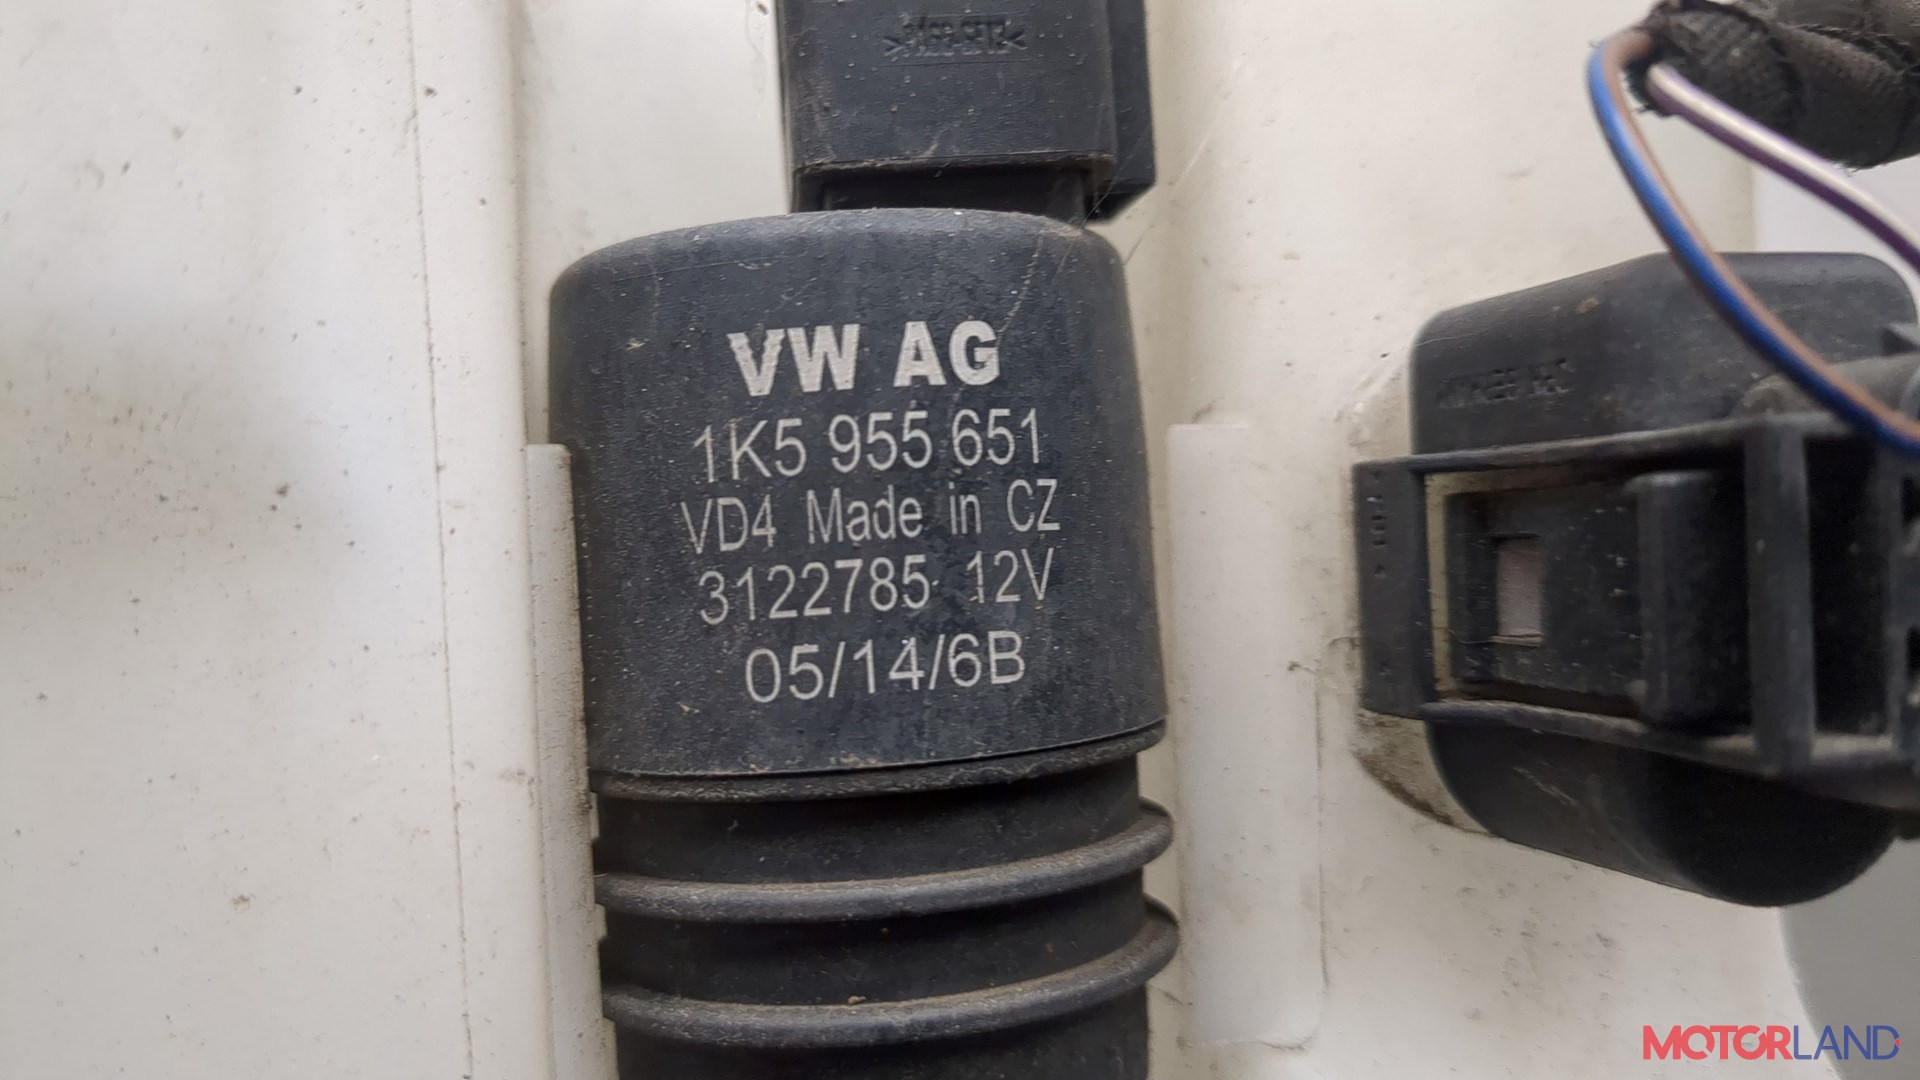 VW AG
1K5 955 651
VD4 Made in CZ
3122785 12V
05/14/6B
MOTORLAND